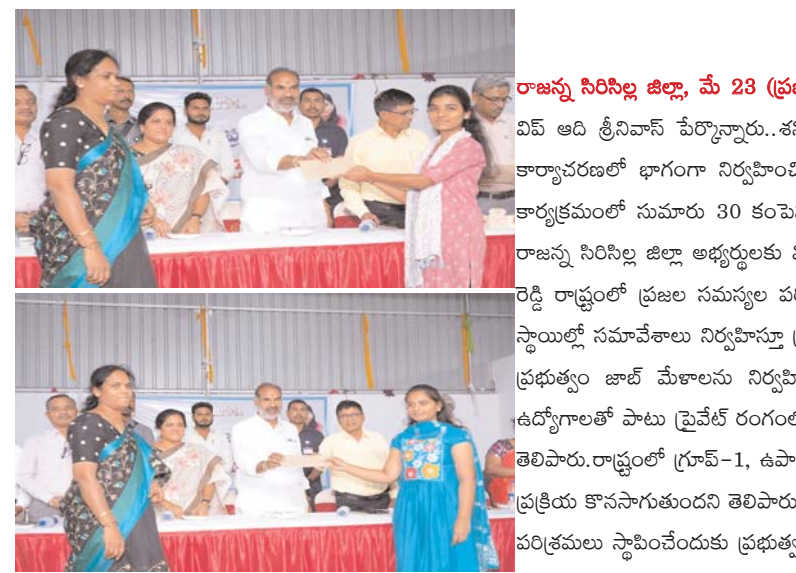 రాజన్న సిరిసిల్ల జిల్లా, మే 23
విప్ ఆది శ్రీనివాస్ పేర్కొన్నారు..
కార్యాచరణలో భాగంగా
కార్యక్రమంలో సుమారు 30
రాజన్న సిరిసిల్ల జిల్లా అభ్యర్థులకు
రెడ్డి రాష్ట్రంలో ప్రజల సమస్యల
స్థాయిల్లో సమావేశాలు నిర్వహిస్తూ
ప్రభుత్వం జాబ్ మేళాలను
ఉద్యోగాలతో పాటు ప్రైవేట్
తెలిపారు.రాష్ట్రంలో గ్రూప్-1,
ప్రక్రియ కొనసాగుతుందని తెలిపారు
పరిశ్రమలు స్థాపించేందుకు